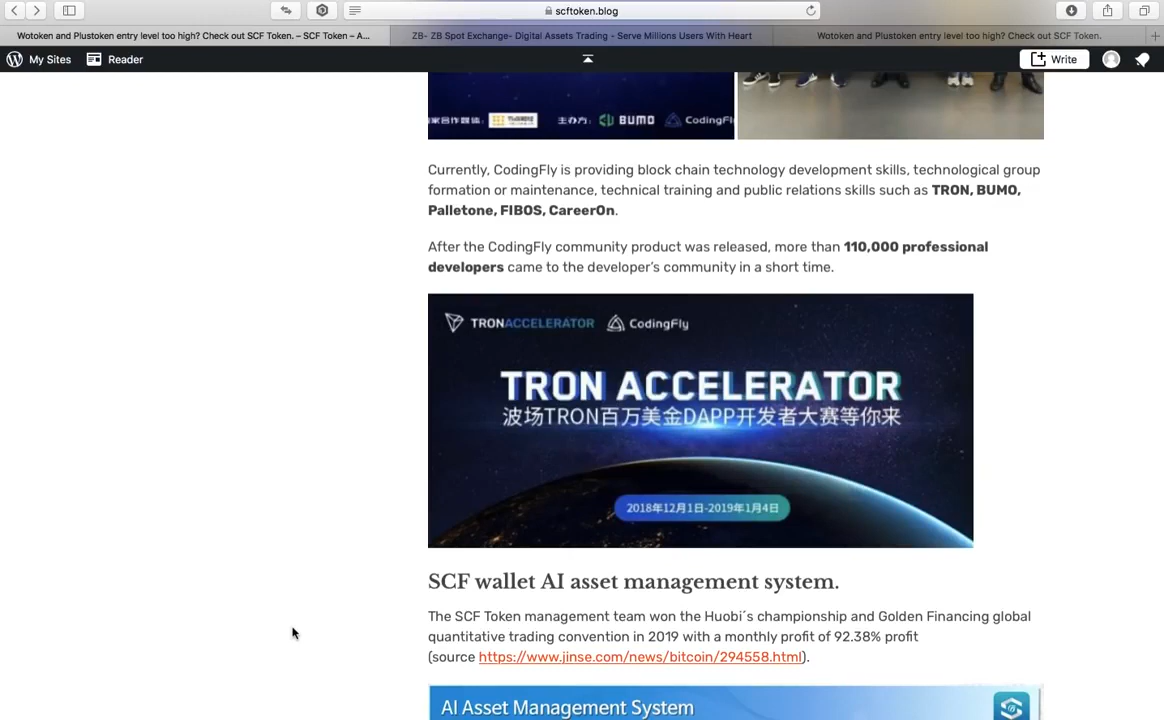 scftoken.blog
Wotoken and Plustoken entry level too high? Check out SCF Token. – SCF Token – A...
ZB- ZB Spot Exchange- Digital Assets Trading - Serve Millions Users With Heart
Wotoken and Plustoken entry level too high? Check out SCF Token.
My Sites
Reader
Write
主办方:
BUMO
CodingFly
Currently, CodingFly is providing block chain technology development skills, technological group
formation or maintenance, technical training and public relations skills such as TRON, BUMO,
Palletone, FIBOS, CareerOn.
After the CodingFly community product was released, more than 110,000 professional
developers came to the developer's community in a short time.
TRONACCELERATOR
CodingFly
TRON ACCELERATOR
波场TRON百万美金DAPP开发者大赛等你来
2018年12月1日-2019年1月4日
SCF wallet AI asset management system.
The SCF Token management team won the Huobi´s championship and Golden Financing global
quantitative trading convention in 2019 with a monthly profit of 92.38% profit
(source https://www.jinse.com/news/bitcoin/294558.html).
AI Asset Management System